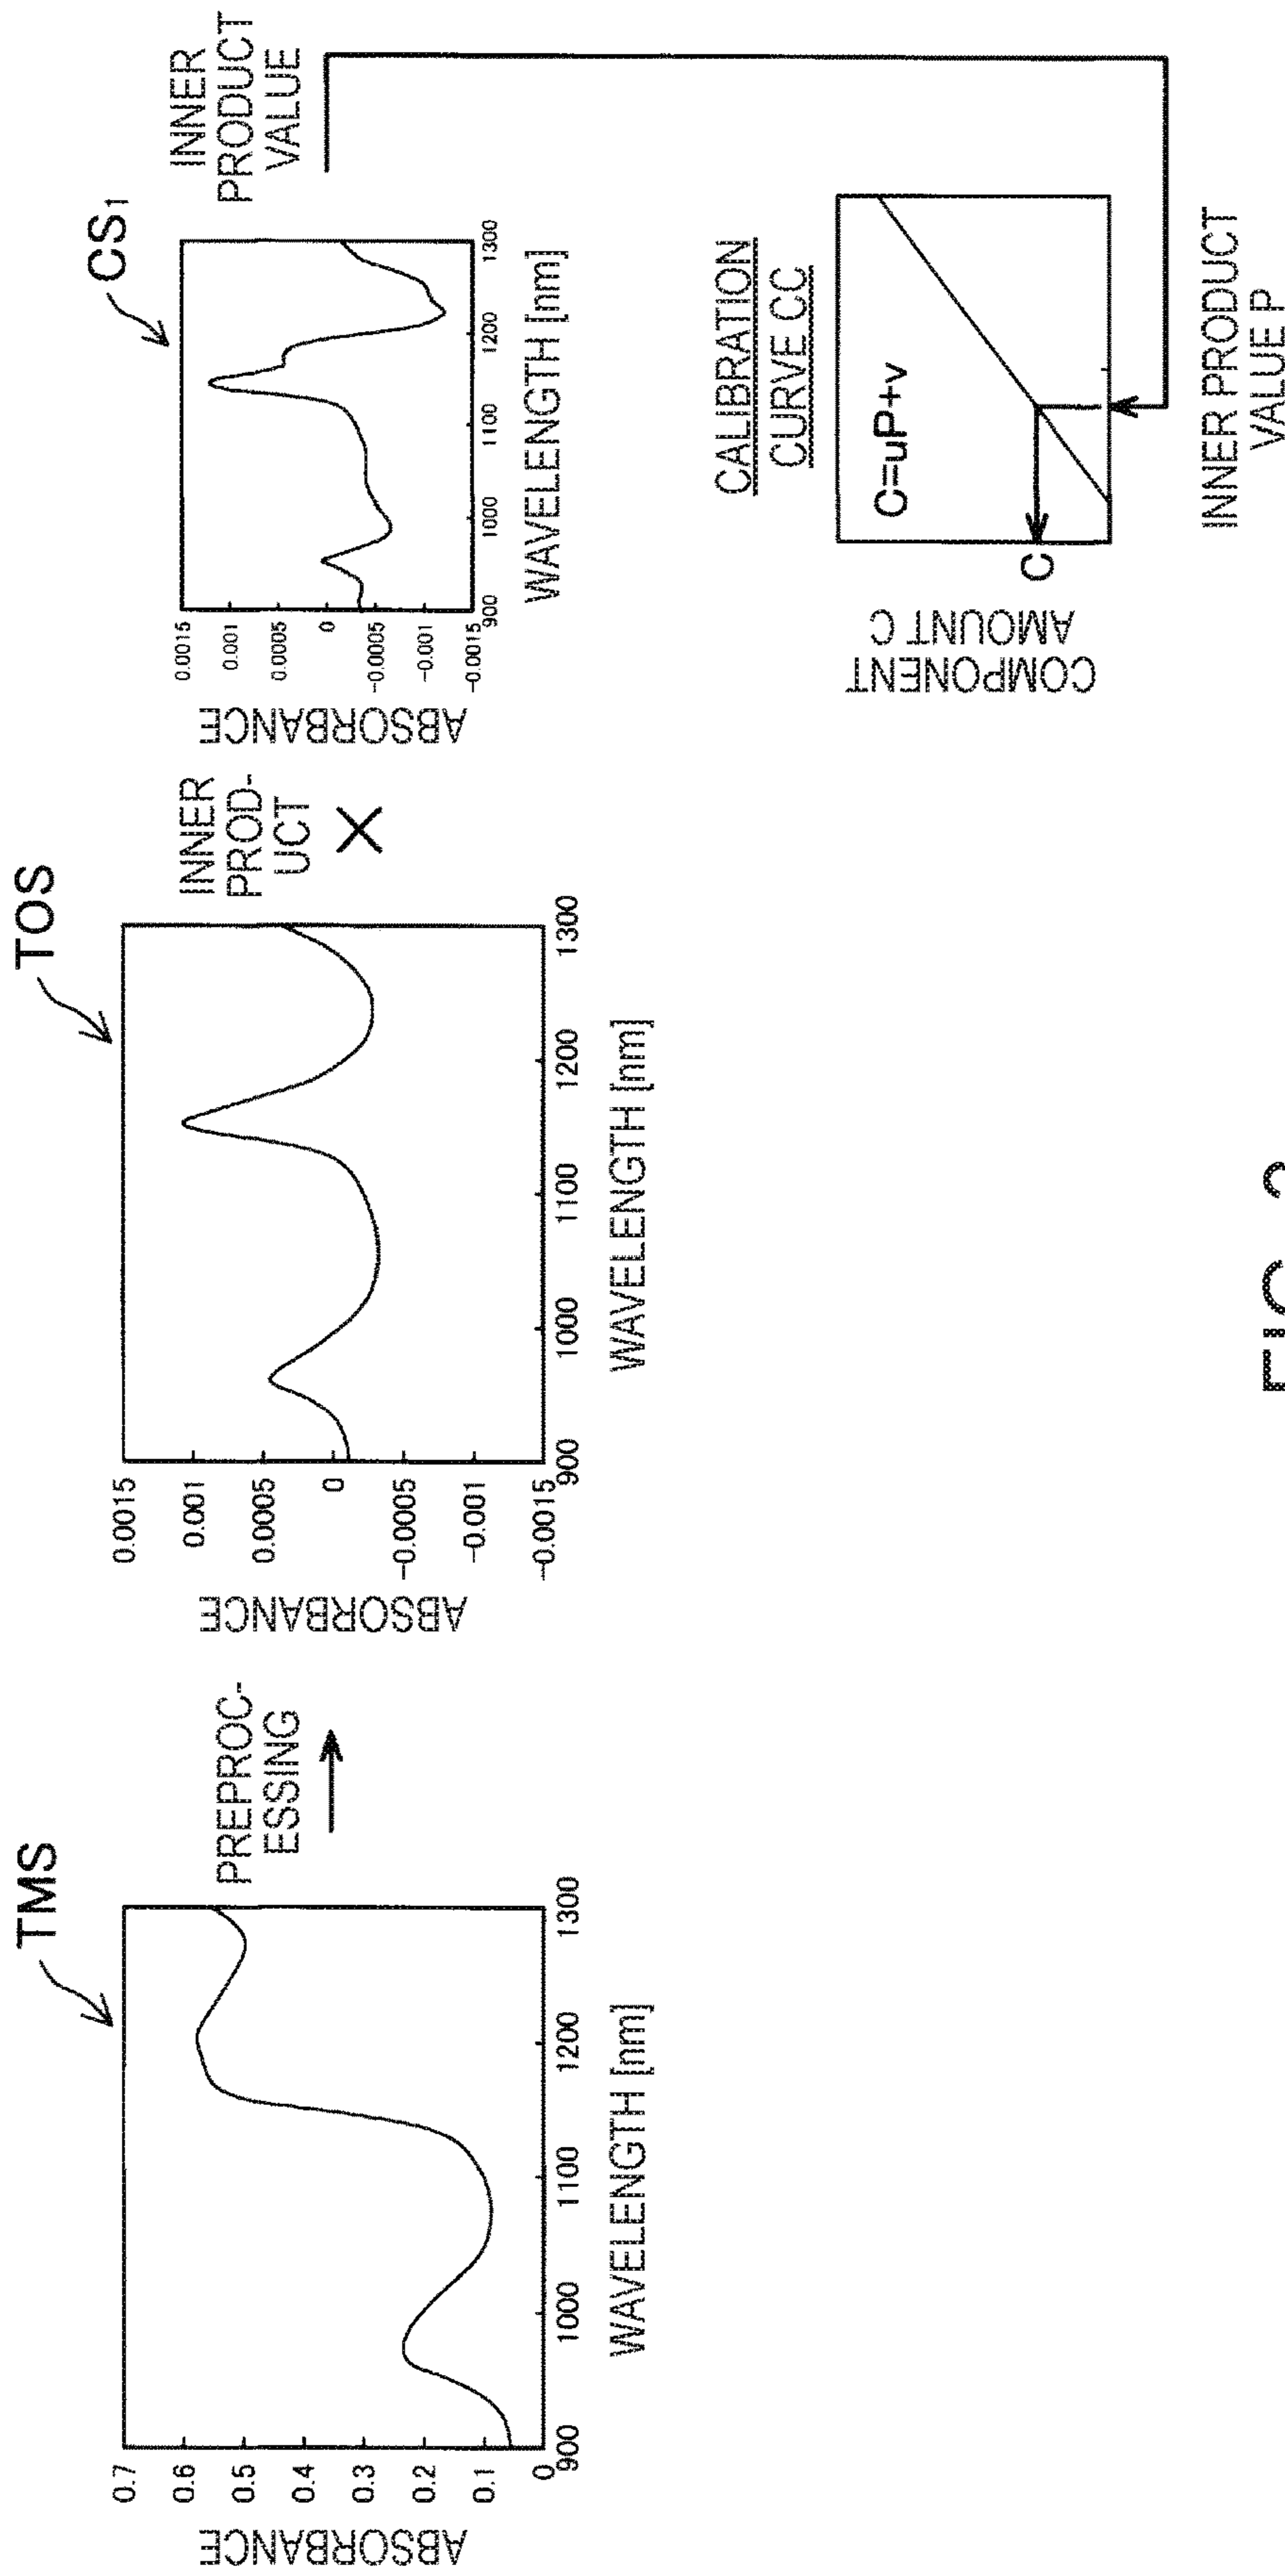 TMS
ABSORBANCE
0.7
0.6
0.5
0.4
0.3
0.2
0.1
0
900
1000
1100
1200
1300
WAVELENGTH [nm]
PREPROC-
ESSING
TOS
ABSORBANCE
0.0015
0.001
0.0005
0
-0.0005
-0.001
-0.0015
900
1000
1100
1200
1300
WAVELENGTH [nm]
INNER
PROD-
UCT
×
CS1
ABSORBANCE
0.0015
0.001
0.0005
0
-0.0005
-0.001
-0.0015
900
1000
1100
1200
1300
WAVELENGTH [nm]
INNER
PRODUCT
VALUE
CALIBRATION
CURVE CC
COMPONENT
AMOUNT C
C=uP+v
C
INNER PRODUCT
VALUE P